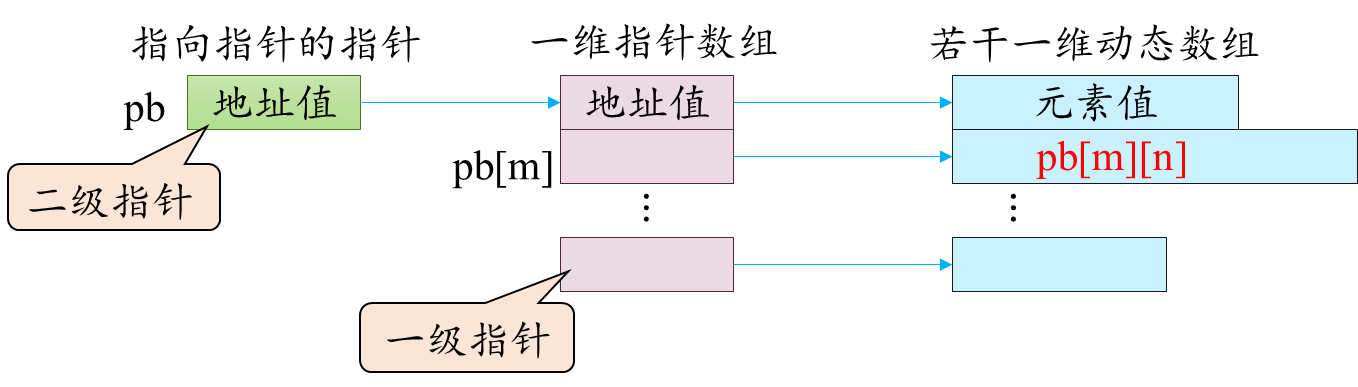 指向指针的指针
一维指针数组
若干一维动态数组
pb
地址值
地址值
元素值
pb[m]
pb[m][n]
二级指针
⋮
⋮
一级指针